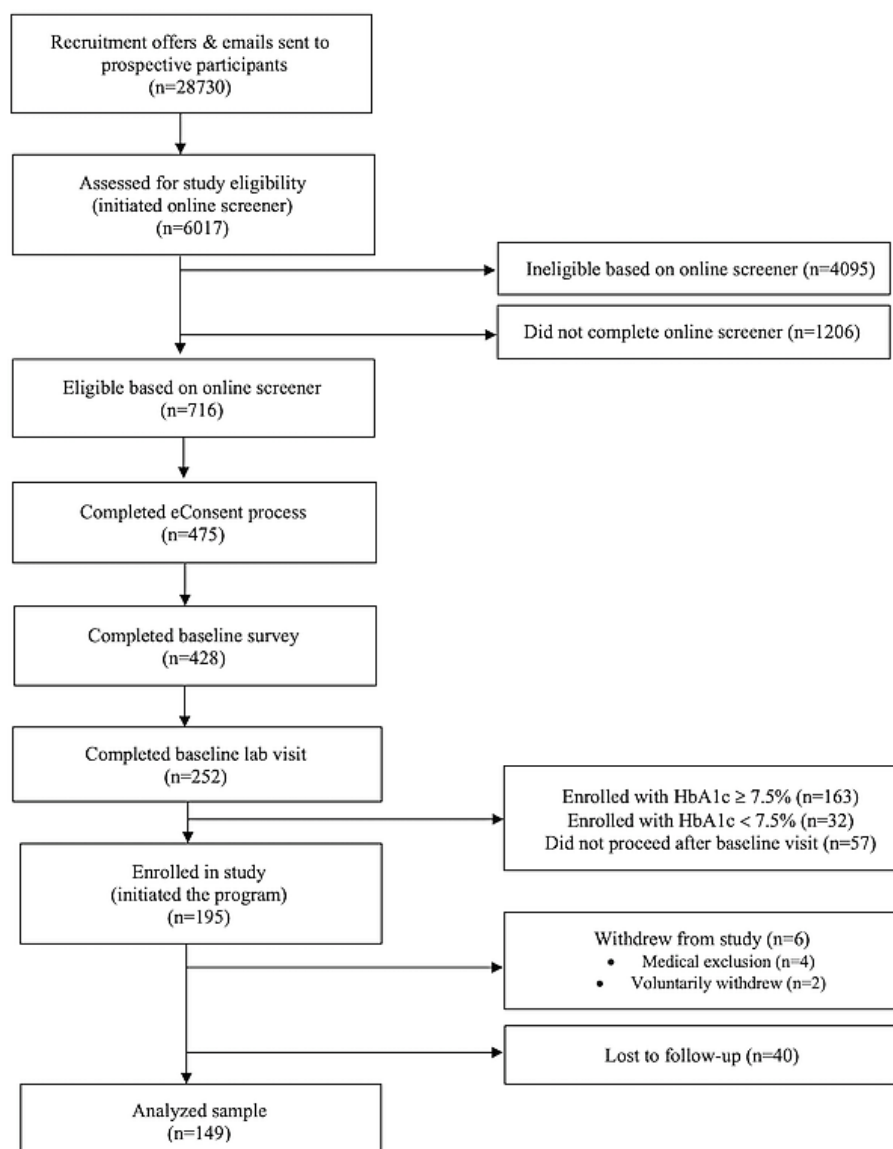 Recruitment offers & emails sent to
prospective participants
(n=28730)
Assessed for study eligibility
(initiated online screener)
n=6017)
Ineligible based on online screener (n=4095)
Did not complete online screener (n=1206)
Eligible based on online screener
(n=716)
Completed eConsent process
(n=475)
Completed baseline survey
(n=428)
Completed baseline lab visit
(n=252)
Enrolled with HbA1c ≥ 7.5% (n=163)
Enrolled with HbA1c < 7.5% (n=32)
Did not proceed after baseline visit (n=57)
Enrolled in study
(initiated the program)
(n=195)
Withdrew from study (n=6)
• Medical exclusion (n=4)
• Voluntarily withdrew (n=2)
Lost to follow-up (n=40)
Analyzed sample
(n=149)